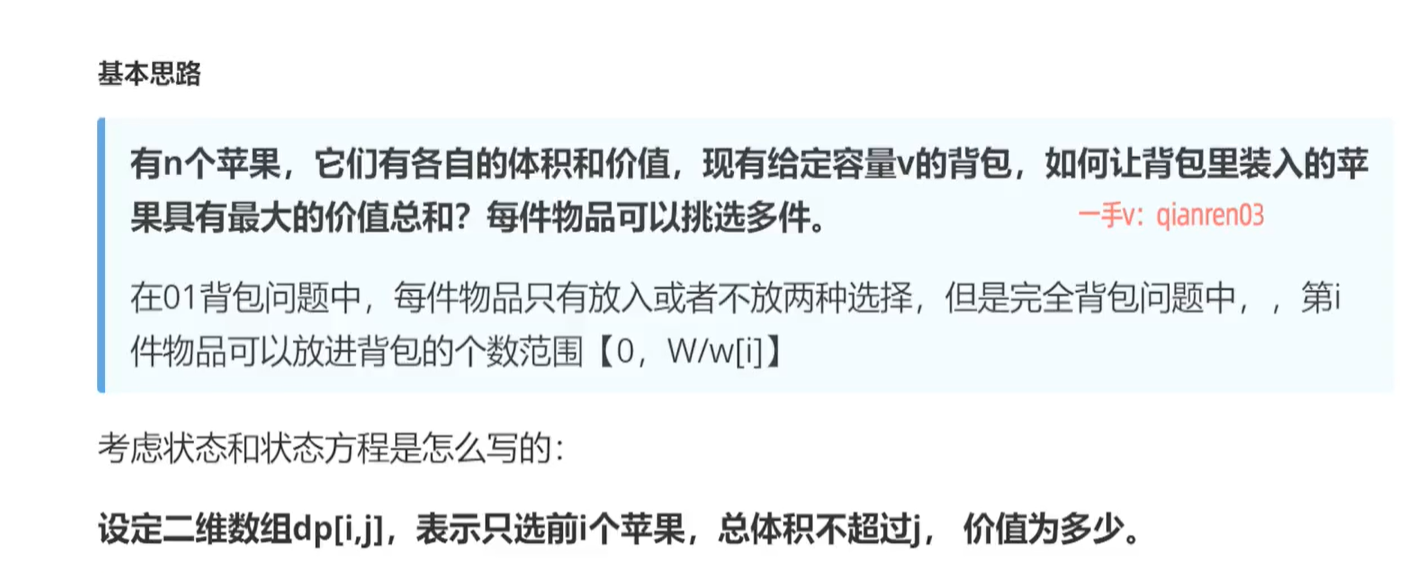 基本思路
有n个苹果，它们有各自的体积和价值，现有给定容量v的背包，如何让背包里装入的苹
果具有最大的价值总和？每件物品可以挑选多件。
一手v：qianren03
在01背包问题中，每件物品只有放入或者不放两种选择，但是完全背包问题中，，第i
件物品可以放进背包的个数范围【0，W/w[i]】
考虑状态和状态方程是怎么写的：
设定二维数组dp[i,j]，表示只选前i个苹果，总体积不超过j， 价值为多少。